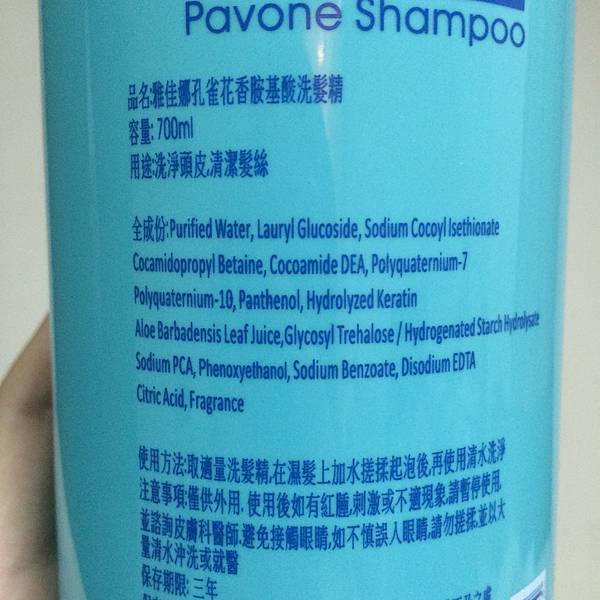 Pavone Shampoo
品名:雅佳娜孔雀花香胺基酸洗髮精
容量: 700ml
用途:洗淨頭皮,清潔髮絲
全成份:Purified Water, Lauryl Glucoside, Sodium Cocoyl Isethionate
Cocamidopropyl Betaine, Cocoamide DEA, Polyquaternium-7
Polyquaternium-10, Panthenol, Hydrolyzed Keratin
Aloe Barbadensis Leaf Juice,Glycosyl Trehalose / Hydrogenated Starch Hydrolysate
Sodium PCA, Phenoxyethanol, Sodium Benzoate, Disodium EDTA
Citric Acid, Fragrance
使用方法:取適量洗髮精,在濕髮上加水搓揉起泡後,再使用清水洗淨
注意事項:僅供外用. 使用後如有紅腫,刺激或不適現象,請暫停使用,
並諮詢皮膚科醫師.避免接觸眼睛,如不慎誤入眼睛,請勿搓揉,並以大
量清水沖洗或就醫
保存期限: 三年